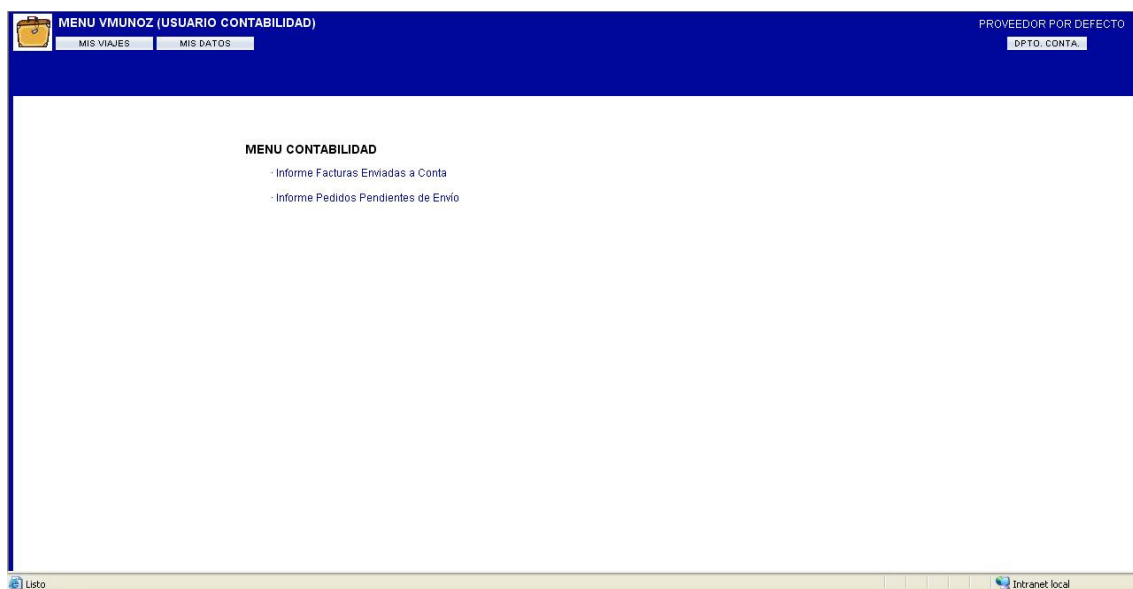 MENU VMUNOZ (USUARIO CONTABILIDAD)
PROVEEDOR POR DEFECTO
MIS VIAJES
MIS DATOS
DPTO. CONTA.
MENU CONTABILIDAD
· Informe Facturas Enviadas a Conta
· Informe Pedidos Pendientes de Envío
Listo
Intranet local